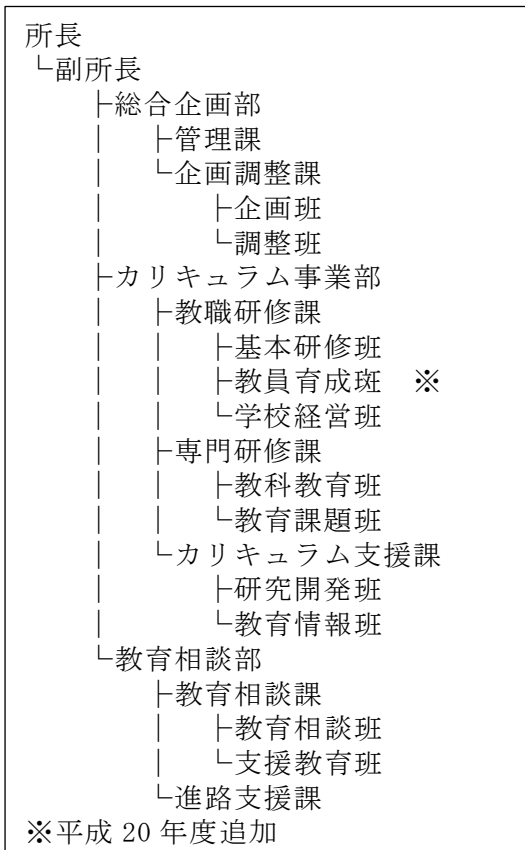 所長
└副所長
├総合企画部
│ ├管理課
│ └企画調整課
│ ├企画班
│ └調整班
├カリキュラム事業部
│ ├教職研修課
│ │ ├基本研修班
│ │ ├教員育成斑 ※
│ │ └学校経営班
│ ├専門研修課
│ │ ├教科教育班
│ │ └教育課題班
│ └カリキュラム支援課
│ ├研究開発班
│ └教育情報班
└教育相談部
├教育相談課
│ ├教育相談班
│ └支援教育班
└進路支援課
※平成 20 年度追加